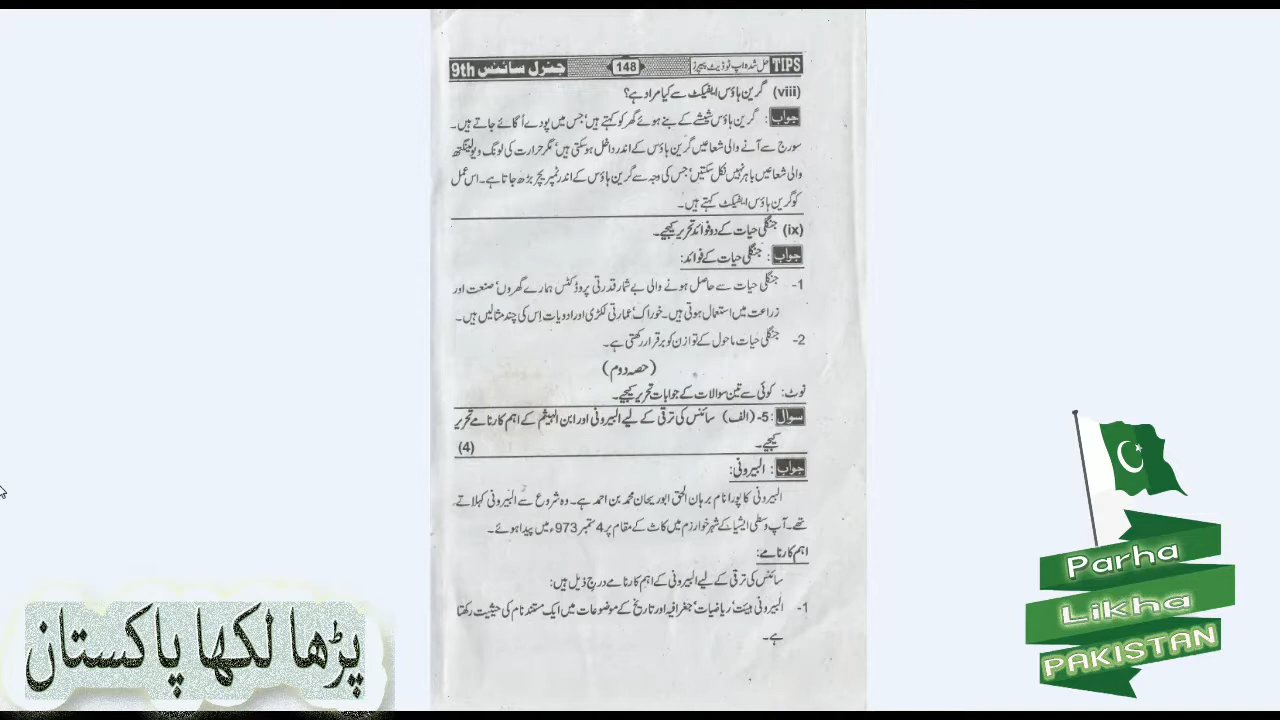 TIPS حل شدہ اپ ٹو ڈیٹ پیپرز 148 جنرل سائنس 9th
(viii) گرین ہاؤس ایفیکٹ سے کیا مراد ہے؟
جواب : گرین ہاؤس شیشے کے بنے ہوئے گھر کو کہتے ہیں' جس میں پودے اُگائے جاتے ہیں۔
سورج سے آنے والی شعاعیں گرین ہاؤس کے اندر داخل ہو سکتی ہیں' مگر حرارت کی لونگ ویولینگتھ
والی شعاعیں باہر نہیں نکل سکتیں' جس کی وجہ سے گرین ہاؤس کے اندر ٹمپریچر بڑھ جاتا ہے۔ اس عمل
کو گرین ہاؤس ایفیکٹ کہتے ہیں۔
(ix) جنگلی حیات کے دو فوائد تحریر کیجیے۔
جواب : جنگلی حیات کے فوائد:
1- جنگلی حیات سے حاصل ہونے والی بے شمار قدرتی پروڈکٹس ہمارے گھروں' صنعت اور
زراعت میں استعمال ہوتی ہیں۔ خوراک' عمارتی لکڑی اور ادویات اِس کی چند مثالیں ہیں۔
2- جنگلی حیات ماحول کے توازن کو برقرار رکھتی ہے۔
(حصہ دوم)
نوٹ: کوئی سے تین سوالات کے جوابات تحریر کیجیے۔
سوال :5- (الف) سائنس کی ترقی کے لیے البیرونی اور ابن الہیثم کے اہم کارنامے تحریر
کیجیے۔ (4)
جواب : البیرونی:
البیرونی کا پورا نام برہان الحق ابوریحان محمد بن احمد ہے۔ وہ شروع سے البیرونی کہلاتے
تھے۔ آپ وسطی ایشیا کے شہر خوارزم میں کاث کے مقام پر 4 ستمبر 973ء میں پیدا ہوئے۔
اہم کارنامے:
سائنس کی ترقی کے لیے البیرونی کے اہم کارنامے درج ذیل ہیں:
1- البیرونی ہیئت' ریاضیات' جغرافیہ اور تاریخ کے موضوعات میں ایک مستند نام کی حیثیت رکھتا
ہے۔
پڑھا لکھا پاکستان
Parha
Likha
PAKISTAN